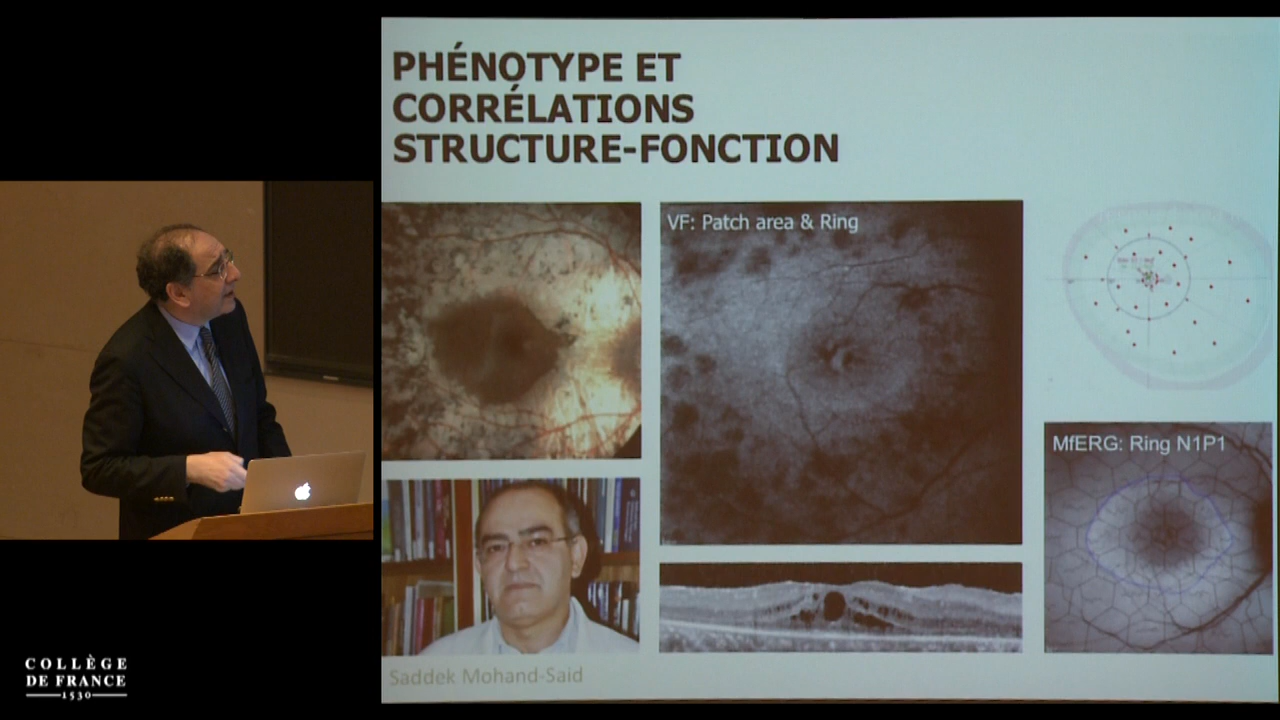 PHÉNOTYPE ET
CORRÉLATIONS
STRUCTURE-FONCTION
VF: Patch area & Ring
MfERG: Ring N1P1
Saddek Mohand-Said
COLLÈGE
DE FRANCE
1530